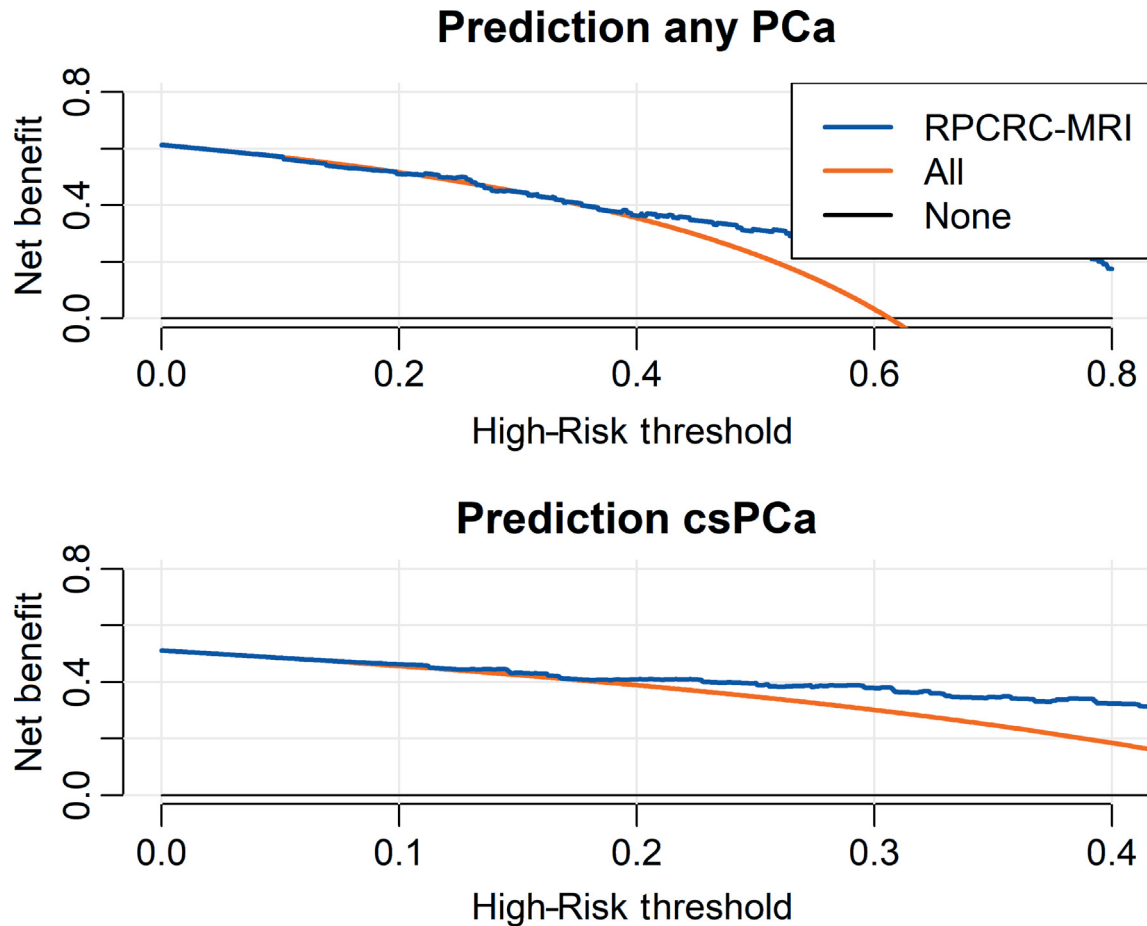 Prediction any PCa
Net benefit
0.8
0.4
0.0
RPCRC-MRI
All
None
0.0 0.2 0.4 0.6 0.8
High-Risk threshold
Prediction csPCa
Net benefit
0.8
0.4
0.0
0.0 0.1 0.2 0.3 0.4
High-Risk threshold